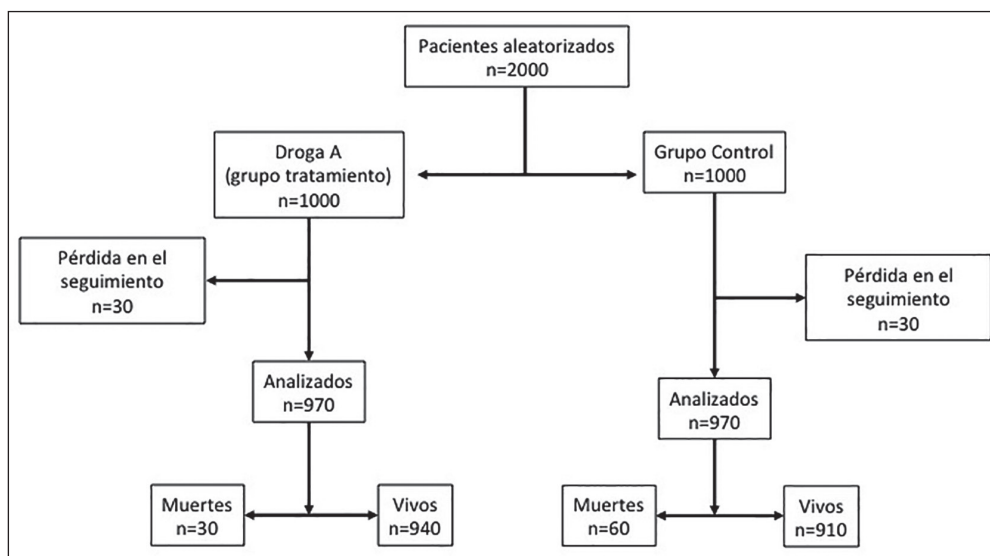 Pacientes aleatorizados
n=2000
Droga A
(grupo tratamiento)
n=1000
Grupo Control
n=1000
Pérdida en el
seguimiento
n=30
Pérdida en el
seguimiento
n=30
Analizados
n=970
Analizados
n=970
Muertes
n=30
Vivos
n=940
Muertes
n=60
Vivos
n=910